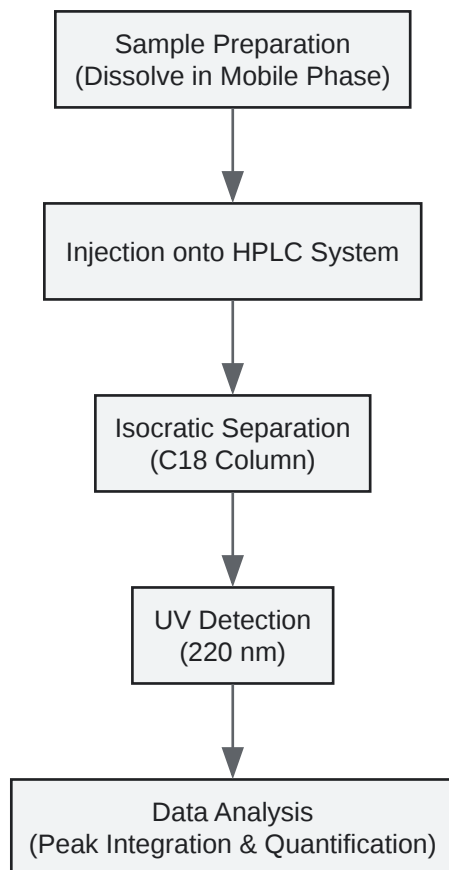 Sample Preparation
(Dissolve in Mobile Phase)
Injection onto HPLC System
Isocratic Separation
(C18 Column)
UV Detection
(220 nm)
Data Analysis
(Peak Integration & Quantification)